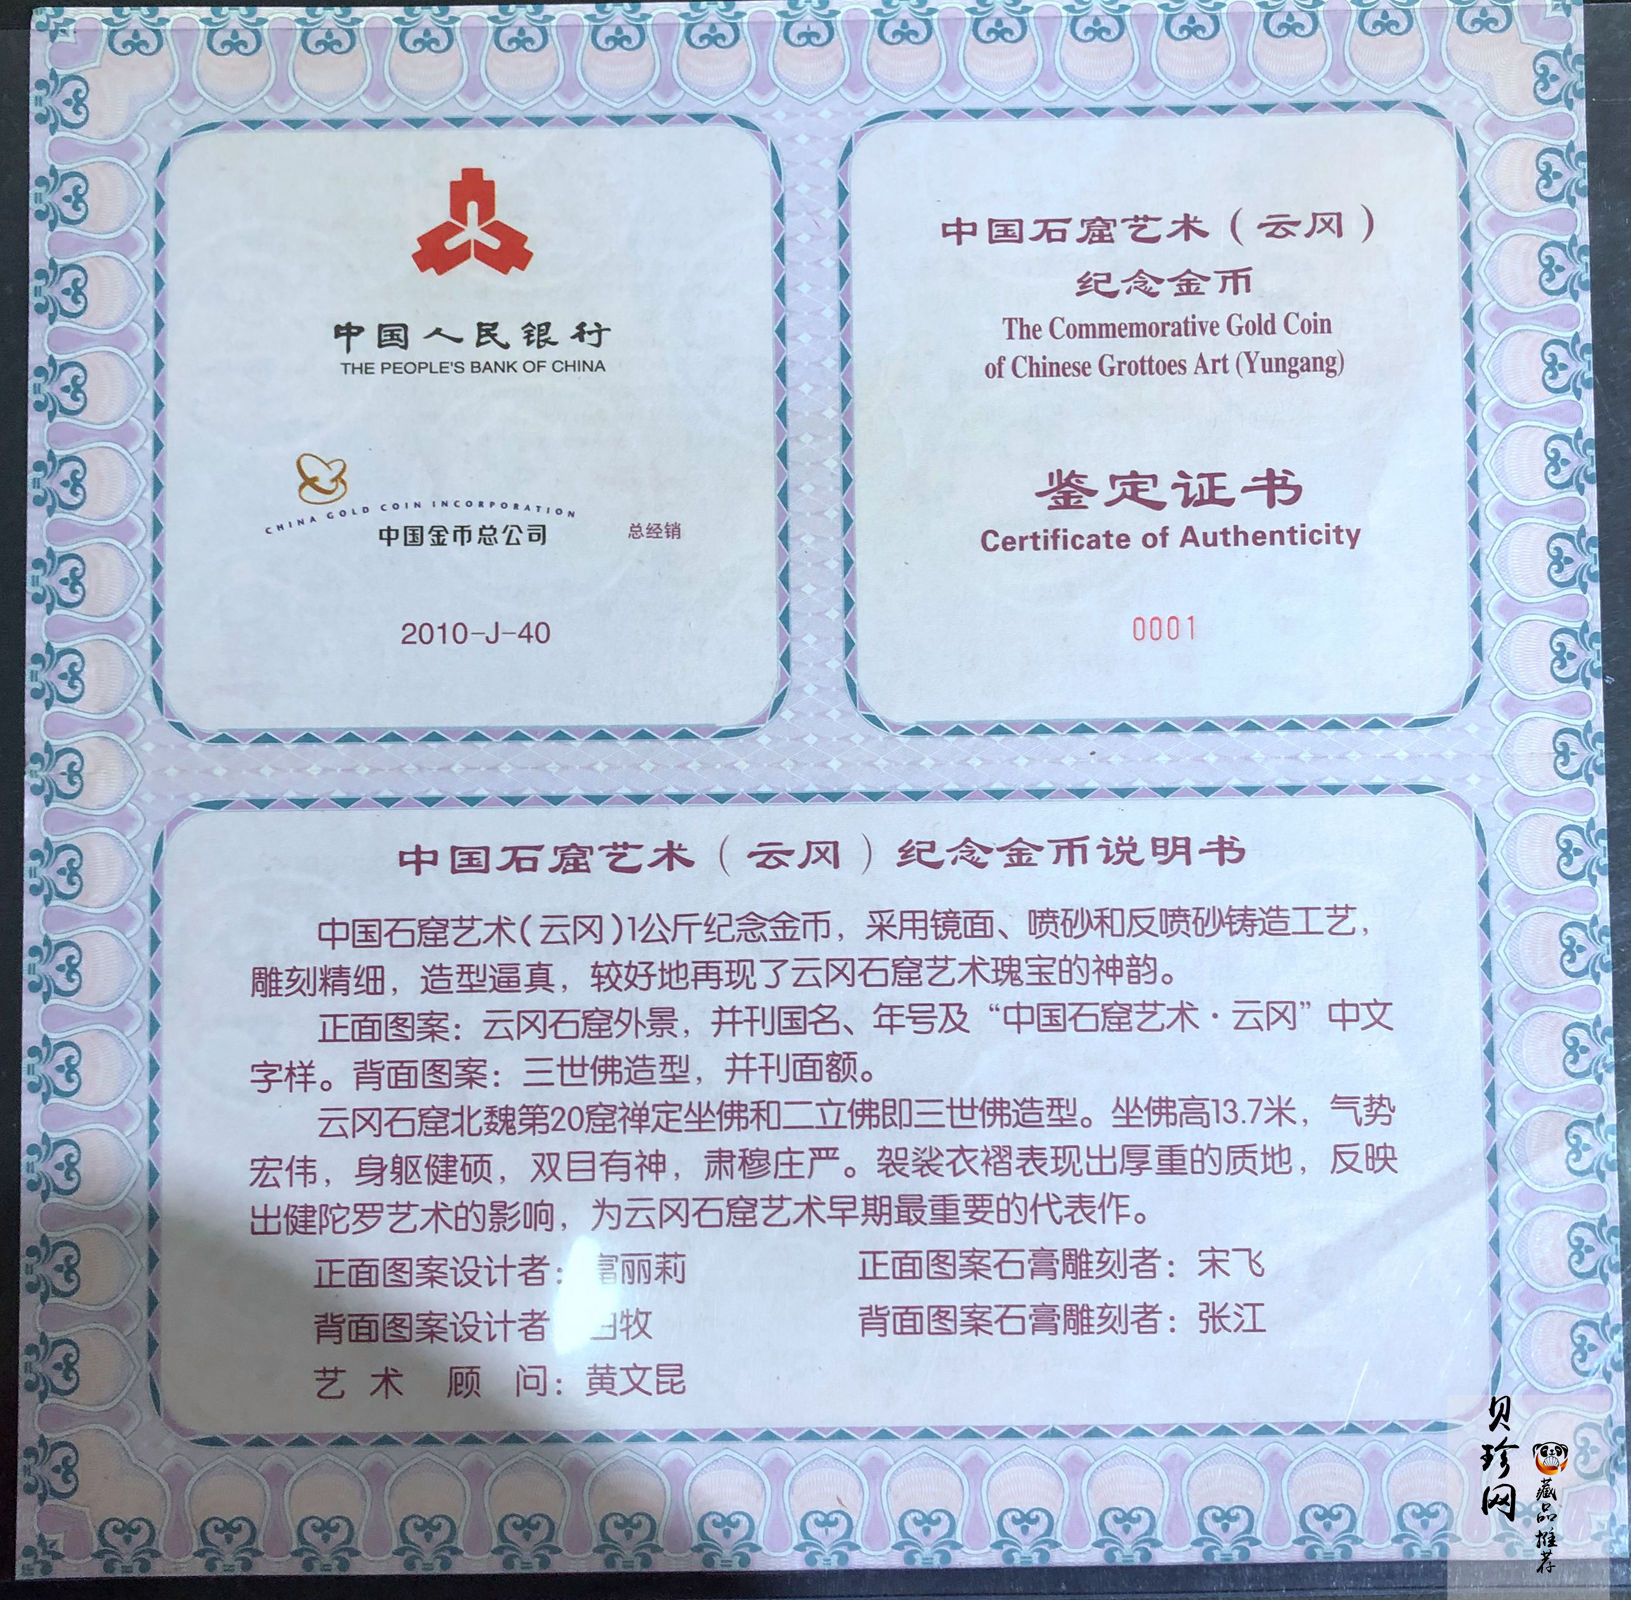 中国人民银行
THE PEOPLE'S BANK OF CHINA
CHINA GOLD COIN INCORPORATION
中国金币总公司 总经销
2010-J-40
中国石窟艺术（云冈）
纪念金币
The Commemorative Gold Coin
of Chinese Grottoes Art (Yungang)
鉴定证书
Certificate of Authenticity
0001
中国石窟艺术（云冈）纪念金币说明书
中国石窟艺术(云冈)1公斤纪念金币，采用镜面、喷砂和反喷砂铸造工艺，
雕刻精细，造型逼真，较好地再现了云冈石窟艺术瑰宝的神韵。
正面图案：云冈石窟外景，并刊国名、年号及“中国石窟艺术·云冈”中文
字样。背面图案：三世佛造型，并刊面额。
云冈石窟北魏第20窟禅定坐佛和二立佛即三世佛造型。坐佛高13.7米，气势
宏伟，身躯健硕，双目有神，肃穆庄严。袈裟衣褶表现出厚重的质地，反映
出健陀罗艺术的影响，为云冈石窟艺术早期最重要的代表作。
正面图案设计者：富丽莉 正面图案石膏雕刻者：宋飞
背面图案设计者 牧 背面图案石膏雕刻者：张江
艺术顾问：黄文昆
贝珍网
藏品推荐